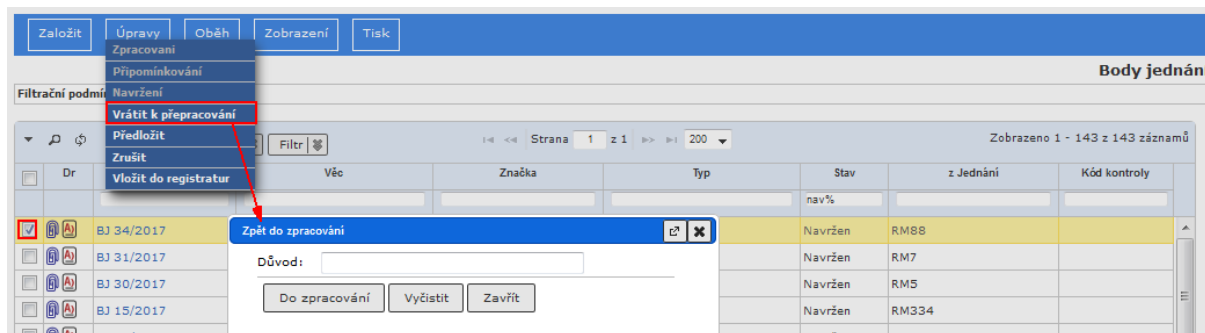 Založit Úpravy Oběh Zobrazení Tisk
Zpracovani
Připomínkování
Body jednán
Filtrační podmí
Navržení
Vrátit k přepracování
Předložit
Filtr
Strana 1 z 1 200
Zobrazeno 1 - 143 z 143 záznamů
Zrušit
Vložit do registratur
Dr Věc Značka Typ Stav z Jednání Kód kontroly
nav%
BJ 34/2017 Navržen RM88
Zpět do zpracování
BJ 31/2017 Navržen RM7
Důvod:
BJ 30/2017 Navržen RM5
Do zpracování Vyčistit Zavřít
BJ 15/2017 Navržen RM334